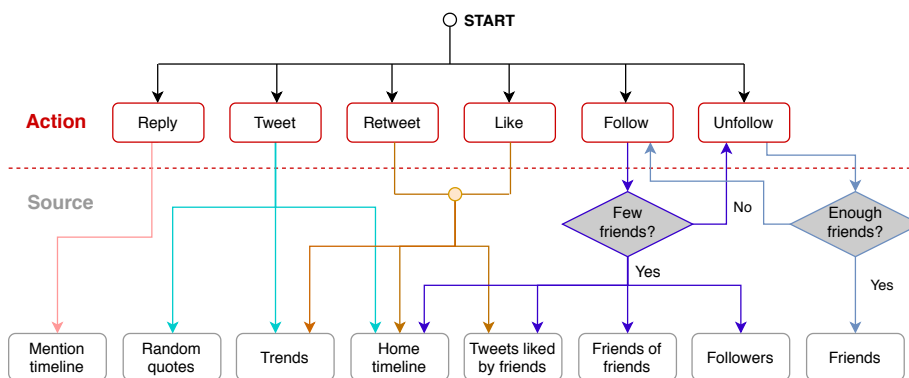 START
Action
Reply
Tweet
Retweet
Like
Follow
Unfollow
Source
Few
friends?
No
Enough
friends?
Yes
Yes
Mention
timeline
Random
quotes
Trends
Home
timeline
Tweets liked
by friends
Friends of
friends
Followers
Friends